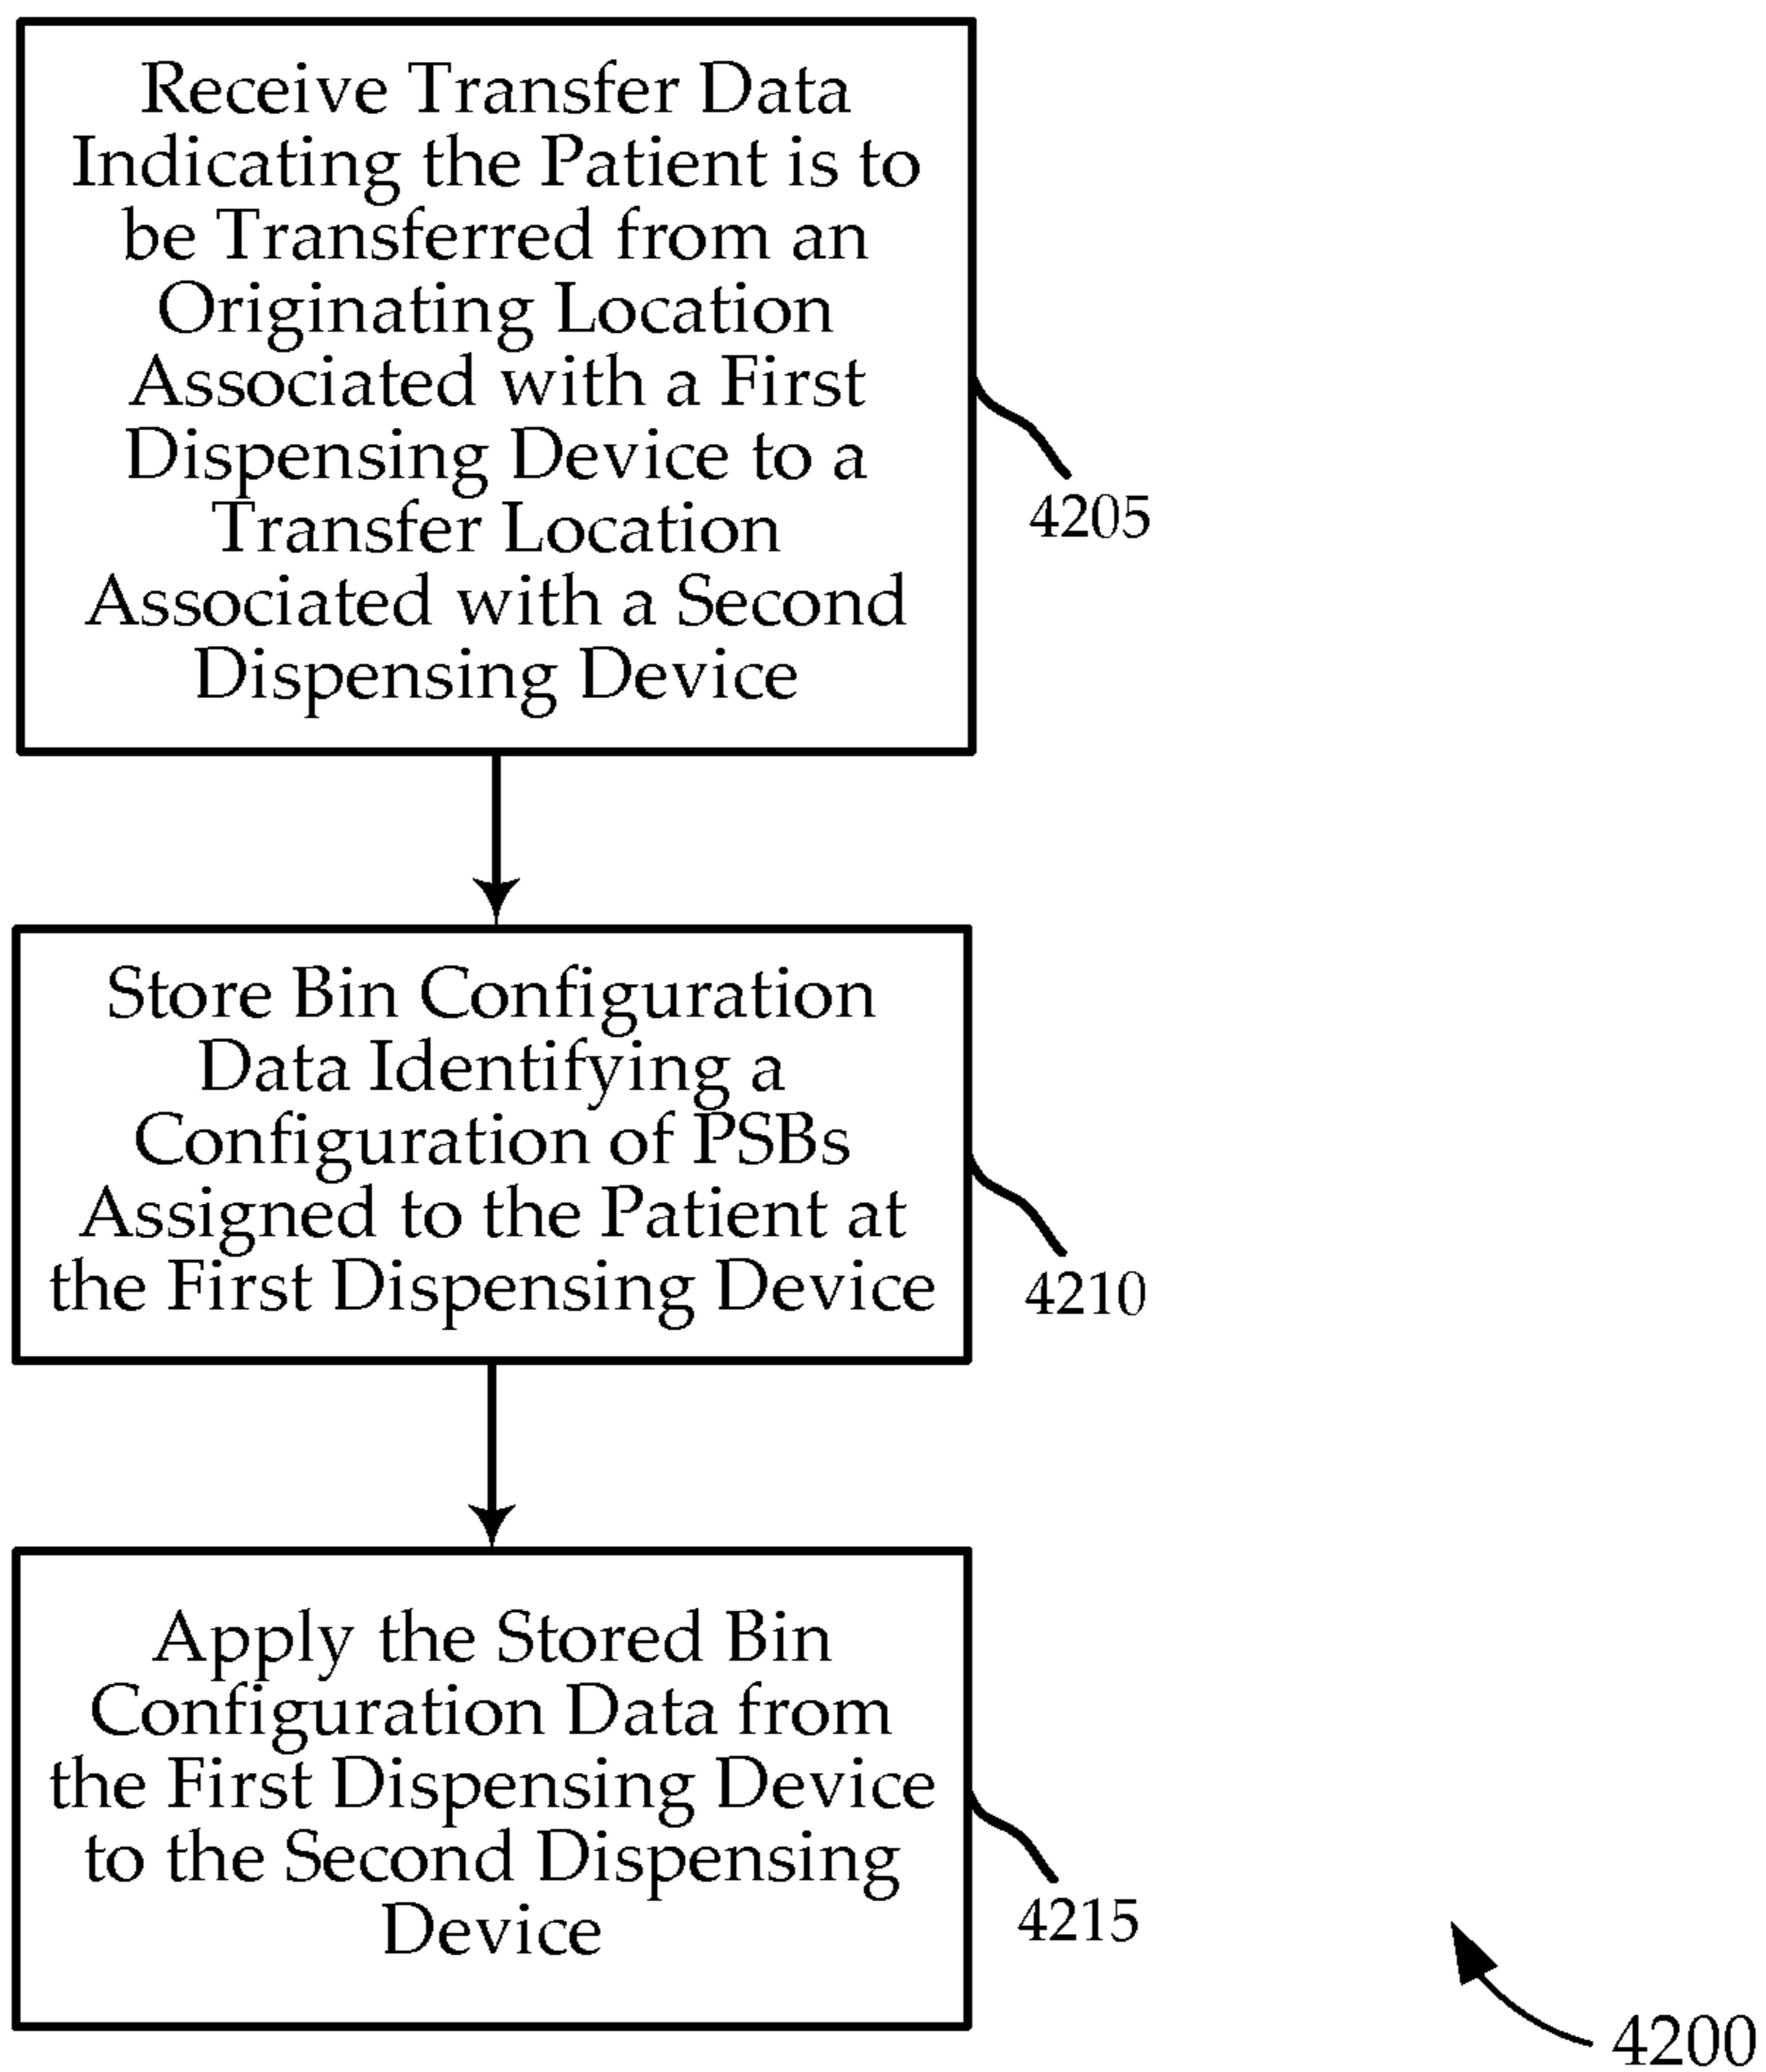 Receive Transfer Data
Indicating the Patient is to
be Transferred from an
Originating Location
Associated with a First
Dispensing Device to a
Transfer Location
Associated with a Second
Dispensing Device
4205
Store Bin Configuration
Data Identifying a
Configuration of PSBs
Assigned to the Patient at
the First Dispensing Device
4210
Apply the Stored Bin
Configuration Data from
the First Dispensing Device
to the Second Dispensing
Device
4215
4200